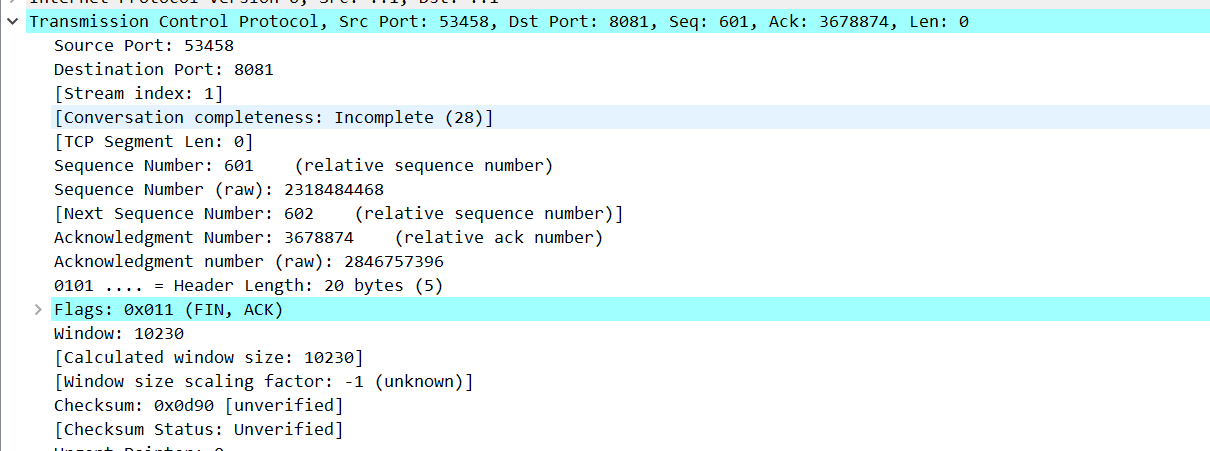 Internet Protocol Version 6, Src: ::1, Dst: ::1
Transmission Control Protocol, Src Port: 53458, Dst Port: 8081, Seq: 601, Ack: 3678874, Len: 0
Source Port: 53458
Destination Port: 8081
[Stream index: 1]
[Conversation completeness: Incomplete (28)]
[TCP Segment Len: 0]
Sequence Number: 601    (relative sequence number)
Sequence Number (raw): 2318484468
[Next Sequence Number: 602    (relative sequence number)]
Acknowledgment Number: 3678874    (relative ack number)
Acknowledgment number (raw): 2846757396
0101 .... = Header Length: 20 bytes (5)
Flags: 0x011 (FIN, ACK)
Window: 10230
[Calculated window size: 10230]
[Window size scaling factor: -1 (unknown)]
Checksum: 0x0d90 [unverified]
[Checksum Status: Unverified]
Urgent Pointer: 0